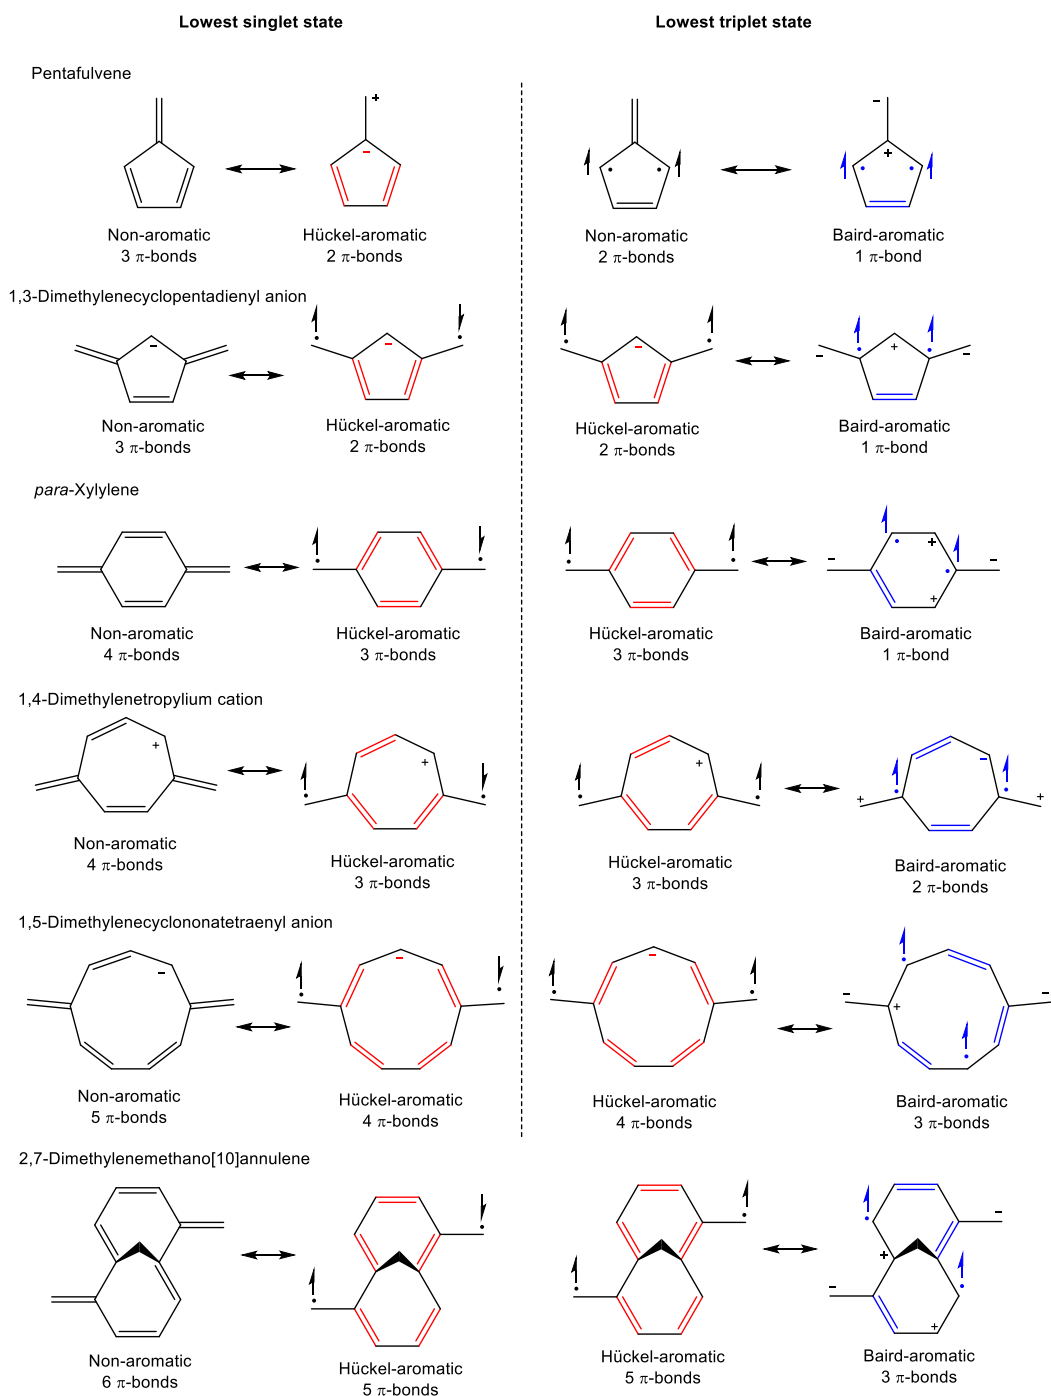 Lowest singlet state
Lowest triplet state
Pentafulvene
+
−
−
+
Non-aromatic
3 π-bonds
Hückel-aromatic
2 π-bonds
Non-aromatic
2 π-bonds
Baird-aromatic
1 π-bond
1,3-Dimethylenecyclopentadienyl anion
−
−
−
+
−
−
Non-aromatic
3 π-bonds
Hückel-aromatic
2 π-bonds
Hückel-aromatic
2 π-bonds
Baird-aromatic
1 π-bond
para-Xylylene
−
+
−
+
Non-aromatic
4 π-bonds
Hückel-aromatic
3 π-bonds
Hückel-aromatic
3 π-bonds
Baird-aromatic
1 π-bond
1,4-Dimethylenetropylium cation
+
+
+
−
+
+
Non-aromatic
4 π-bonds
Hückel-aromatic
3 π-bonds
Hückel-aromatic
3 π-bonds
Baird-aromatic
2 π-bonds
1,5-Dimethylenecyclononatetraenyl anion
−
−
−
−
+
−
Non-aromatic
5 π-bonds
Hückel-aromatic
4 π-bonds
Hückel-aromatic
4 π-bonds
Baird-aromatic
3 π-bonds
2,7-Dimethylenemethano[10]annulene
−
+
−
+
Non-aromatic
6 π-bonds
Hückel-aromatic
5 π-bonds
Hückel-aromatic
5 π-bonds
Baird-aromatic
3 π-bonds